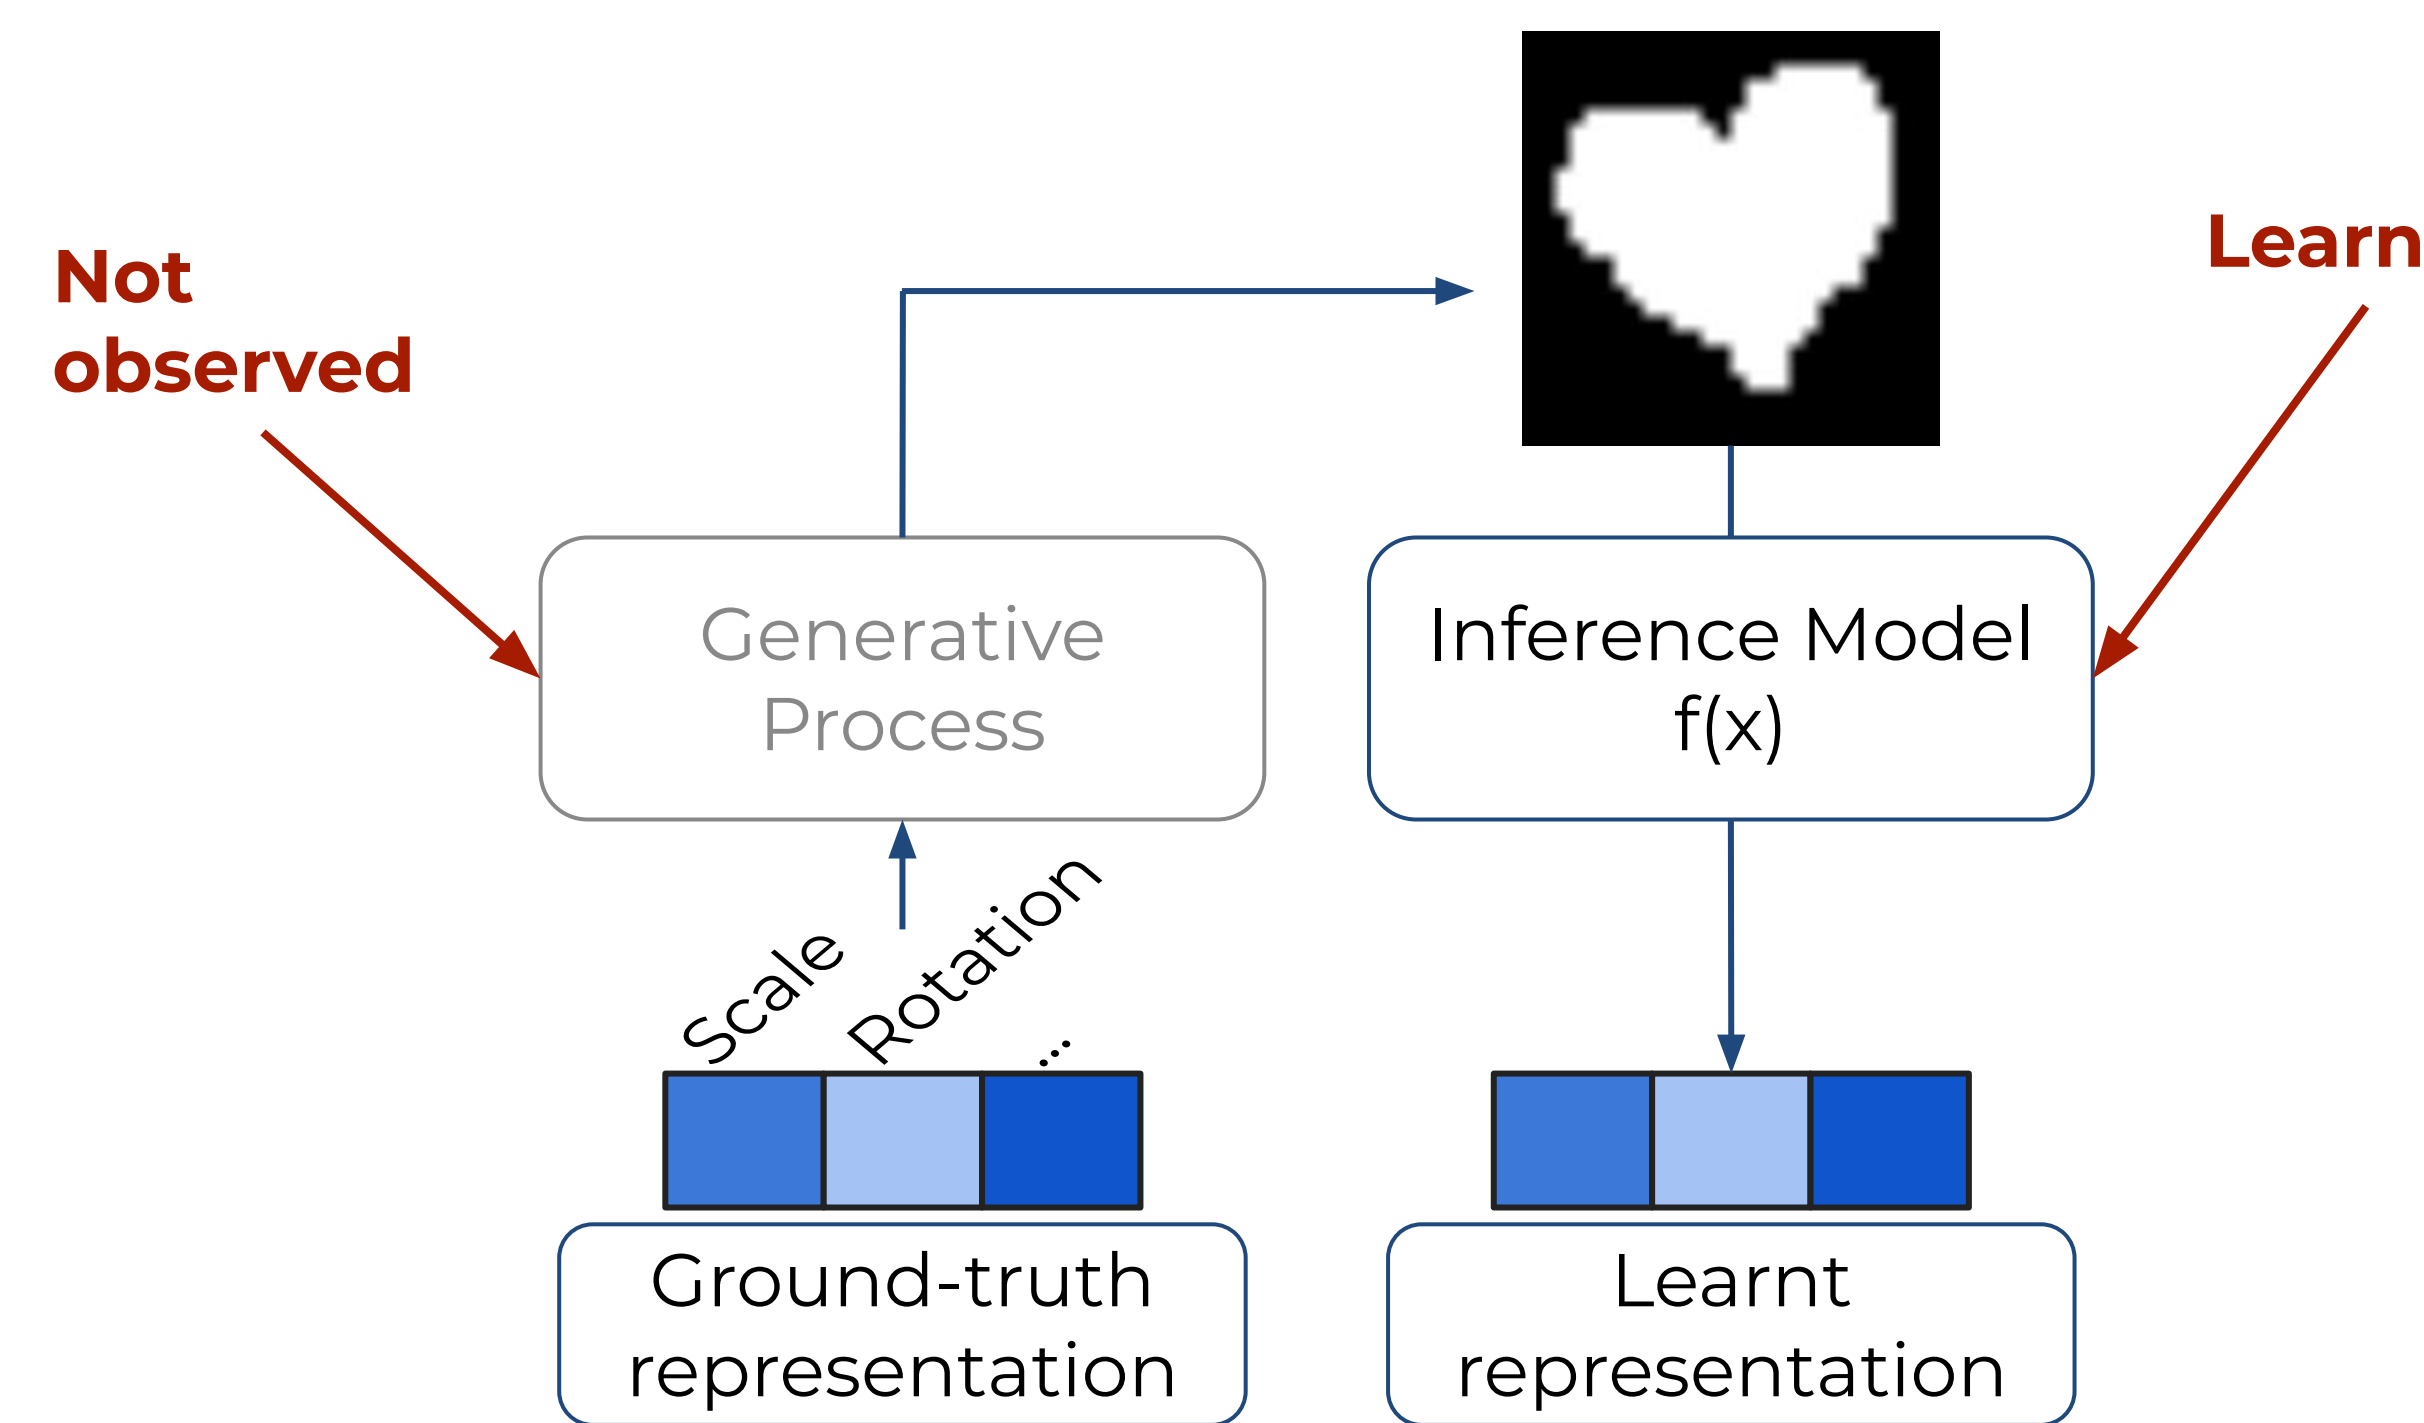 Not
observed
Learn
Generative
Process
Inference Model
f(x)
Scale
Rotation
...
Ground-truth
representation
Learnt
representation